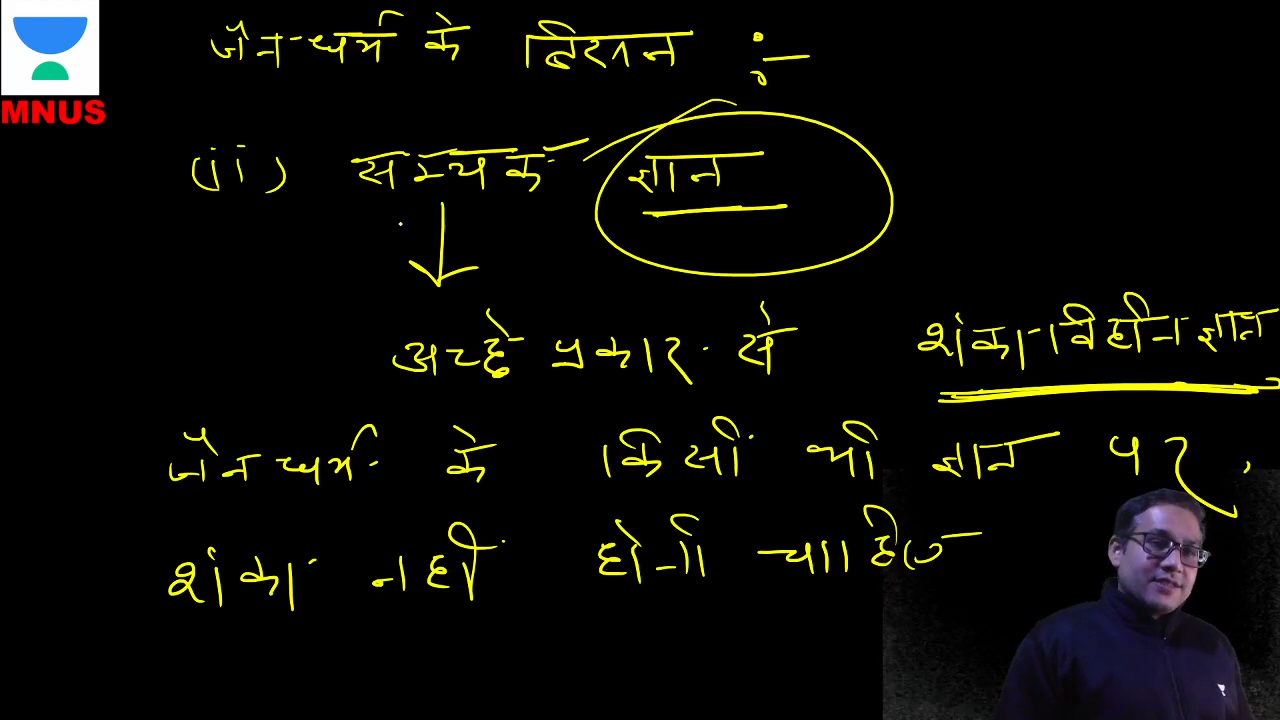 MNUS
जैन धर्म के त्रिरत्न :-
(ii) सम्यक ज्ञान
अच्छे प्रकार से
शंका विहीन ज्ञान
जैन धर्म के किसी भी ज्ञान पर
शंका नहीं होनी चाहिए